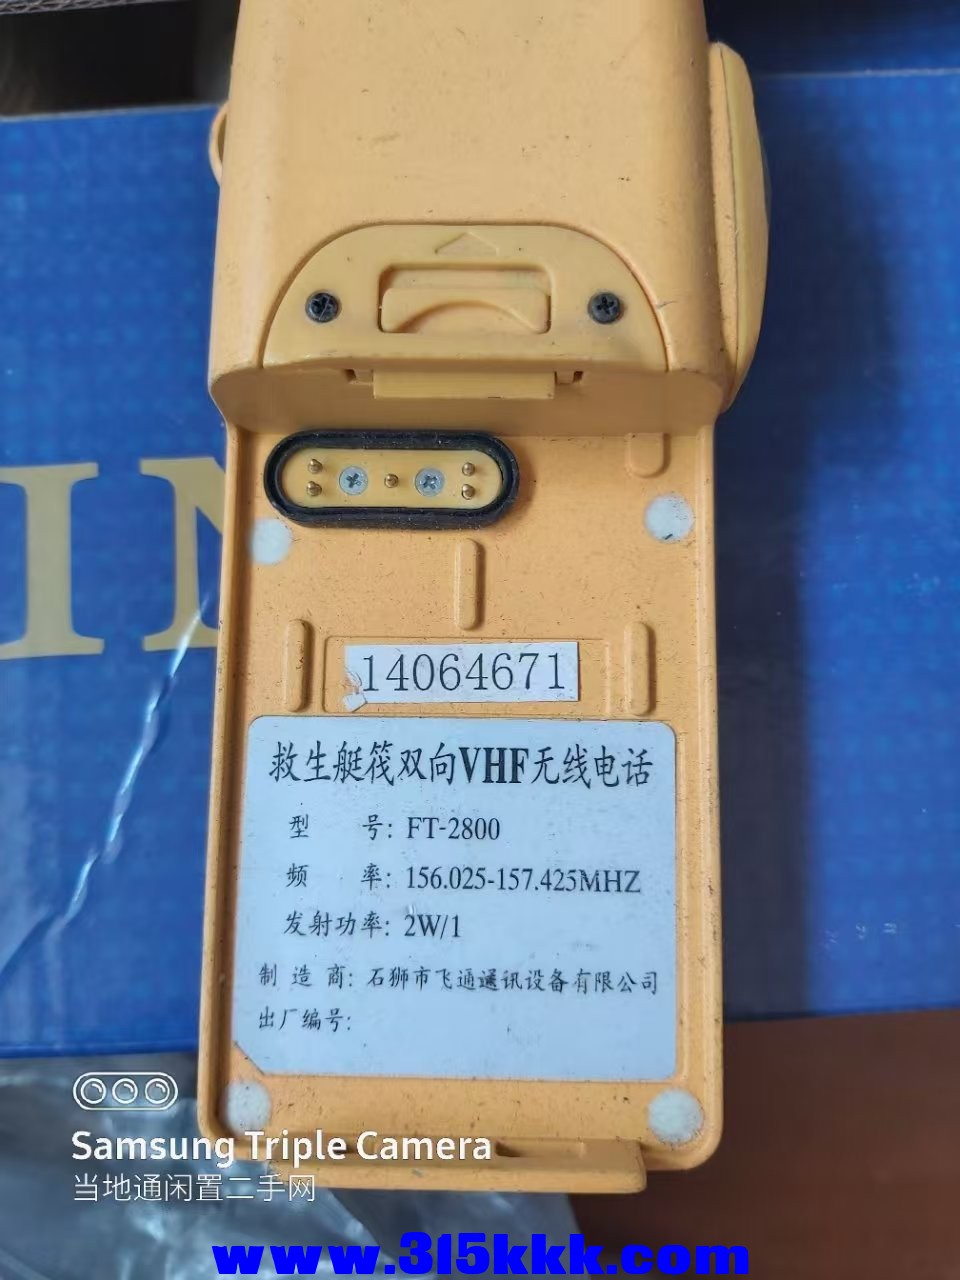 IN
14064671
救生艇筏双向VHF无线电话
型 号: FT-2800
频 率: 156.025-157.425MHZ
发射功率: 2W/1
制 造 商: 石狮市飞通通讯设备有限公司
出厂编号:
Samsung Triple Camera
当地通闲置二手网
www.315kkk.com